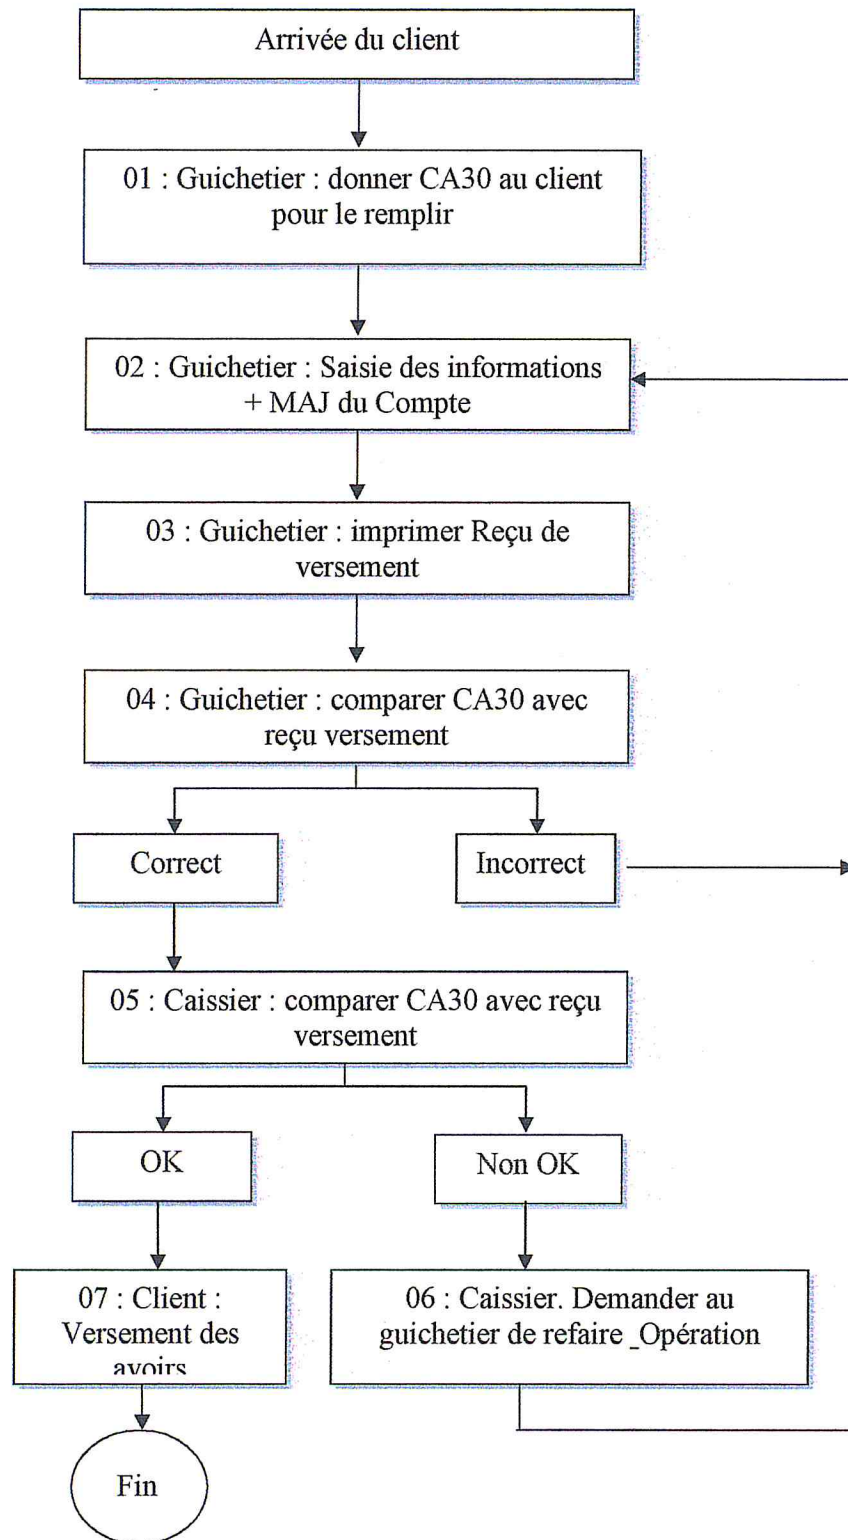 Arrivée du client
01 : Guichetier : donner CA30 au client
pour le remplir
02 : Guichetier : Saisie des informations
+ MAJ du Compte
03 : Guichetier : imprimer Reçu de
versement
04 : Guichetier : comparer CA30 avec
reçu versement
Correct
Incorrect
05 : Caissier : comparer CA30 avec reçu
versement
OK
Non OK
07 : Client :
Versement des
avoirs
06 : Caissier. Demander au
guichetier de refaire _Opération
Fin